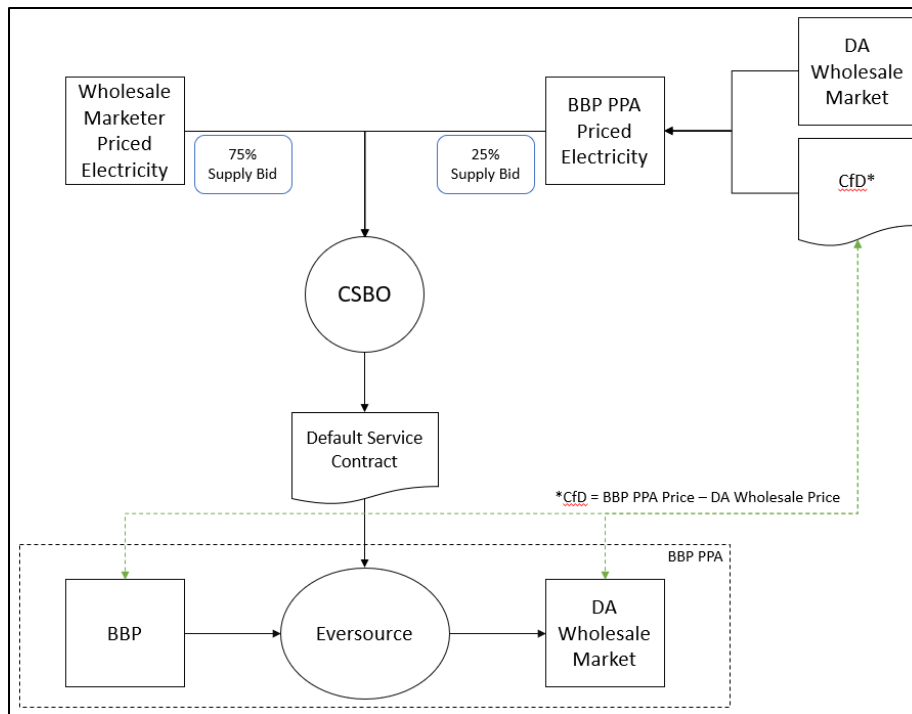 DA
Wholesale
Market
Wholesale
Marketer
Priced
Electricity
BBP PPA
Priced
Electricity
75%
Supply Bid
25%
Supply Bid
CfD*
CSBO
Default Service
Contract
*CfD = BBP PPA Price – DA Wholesale Price
BBP PPA
BBP
Eversource
DA
Wholesale
Market